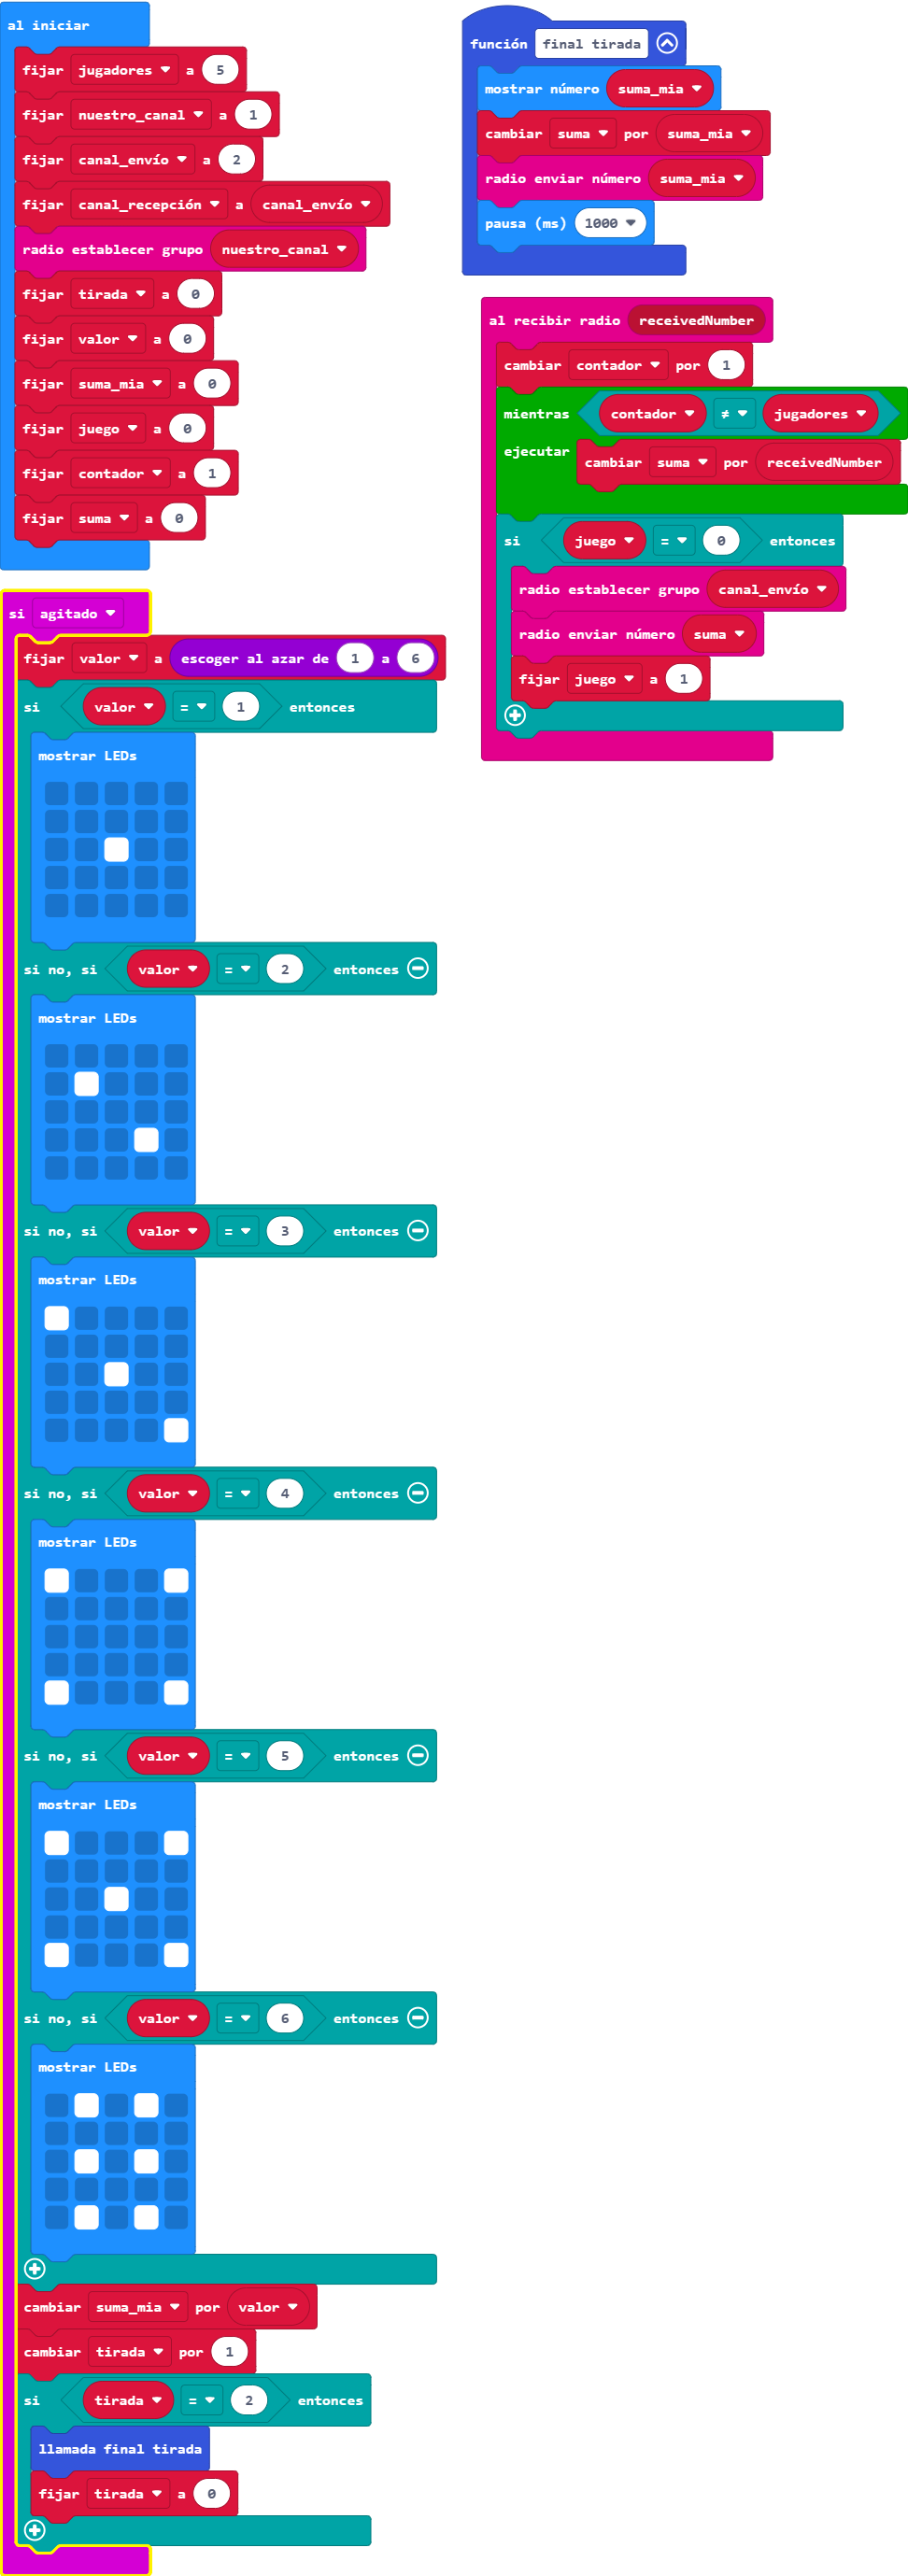 al iniciar
fijar jugadores a 5
fijar nuestro_canal a 1
fijar canal_envío a 2
fijar canal_recepción a canal_envío
radio establecer grupo nuestro_canal
fijar tirada a 0
fijar valor a 0
fijar suma_mia a 0
fijar juego a 0
fijar contador a 1
fijar suma a 0
si agitado
fijar valor a escoger al azar de 1 a 6
si valor = 1 entonces
mostrar LEDs
si no, si valor = 2 entonces
mostrar LEDs
si no, si valor = 3 entonces
mostrar LEDs
si no, si valor = 4 entonces
mostrar LEDs
si no, si valor = 5 entonces
mostrar LEDs
si no, si valor = 6 entonces
mostrar LEDs
cambiar suma_mia por valor
cambiar tirada por 1
si tirada = 2 entonces
llamada final tirada
fijar tirada a 0
función final tirada
mostrar número suma_mia
cambiar suma por suma_mia
radio enviar número suma_mia
pausa (ms) 1000
al recibir radio receivedNumber
cambiar contador por 1
mientras contador ≠ jugadores
ejecutar cambiar suma por receivedNumber
si juego = 0 entonces
radio establecer grupo canal_envío
radio enviar número suma
fijar juego a 1